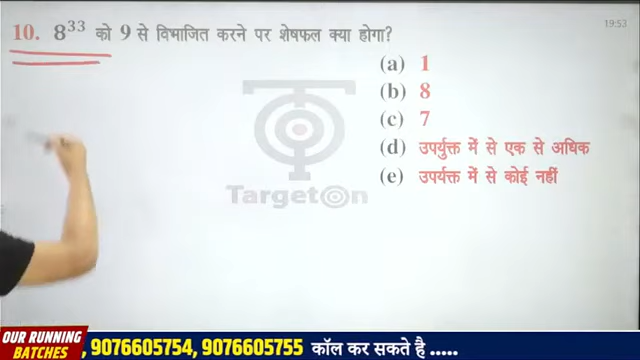 19:53
10. 8³³ को 9 से विभाजित करने पर शेषफल क्या होगा?
(a) 1
(b) 8
(c) 7
(d) उपर्युक्त में से एक से अधिक
(e) उपर्यक्त में से कोई नहीं
TargetOn
OUR RUNNING BATCHES
, 9076605754, 9076605755 कॉल कर सकते है .....